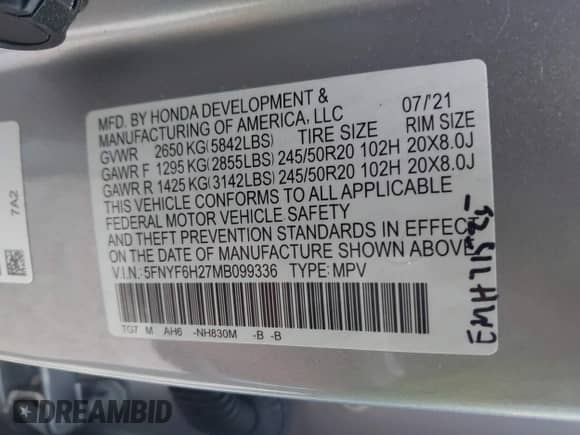 MFD. BY HONDA DEVELOPMENT & 07/'21
MANUFACTURING OF AMERICA, LLC
GVWR 2650 KG(5842LBS) TIRE SIZE RIM SIZE
GAWR F 1295 KG(2855LBS) 245/50R20 102H 20X8.0J
GAWR R 1425 KG(3142LBS) 245/50R20 102H 20X8.0J
THIS VEHICLE CONFORMS TO ALL APPLICABLE
FEDERAL MOTOR VEHICLE SAFETY
AND THEFT PREVENTION STANDARDS IN EFFECT
ON THE DATE OF MANUFACTURE SHOWN ABOVE.
V.I.N.:5FNYF6H27MB099336 TYPE:MPV
TG7 M AH6 -NH830M -B -B
7A2
DREAMBID